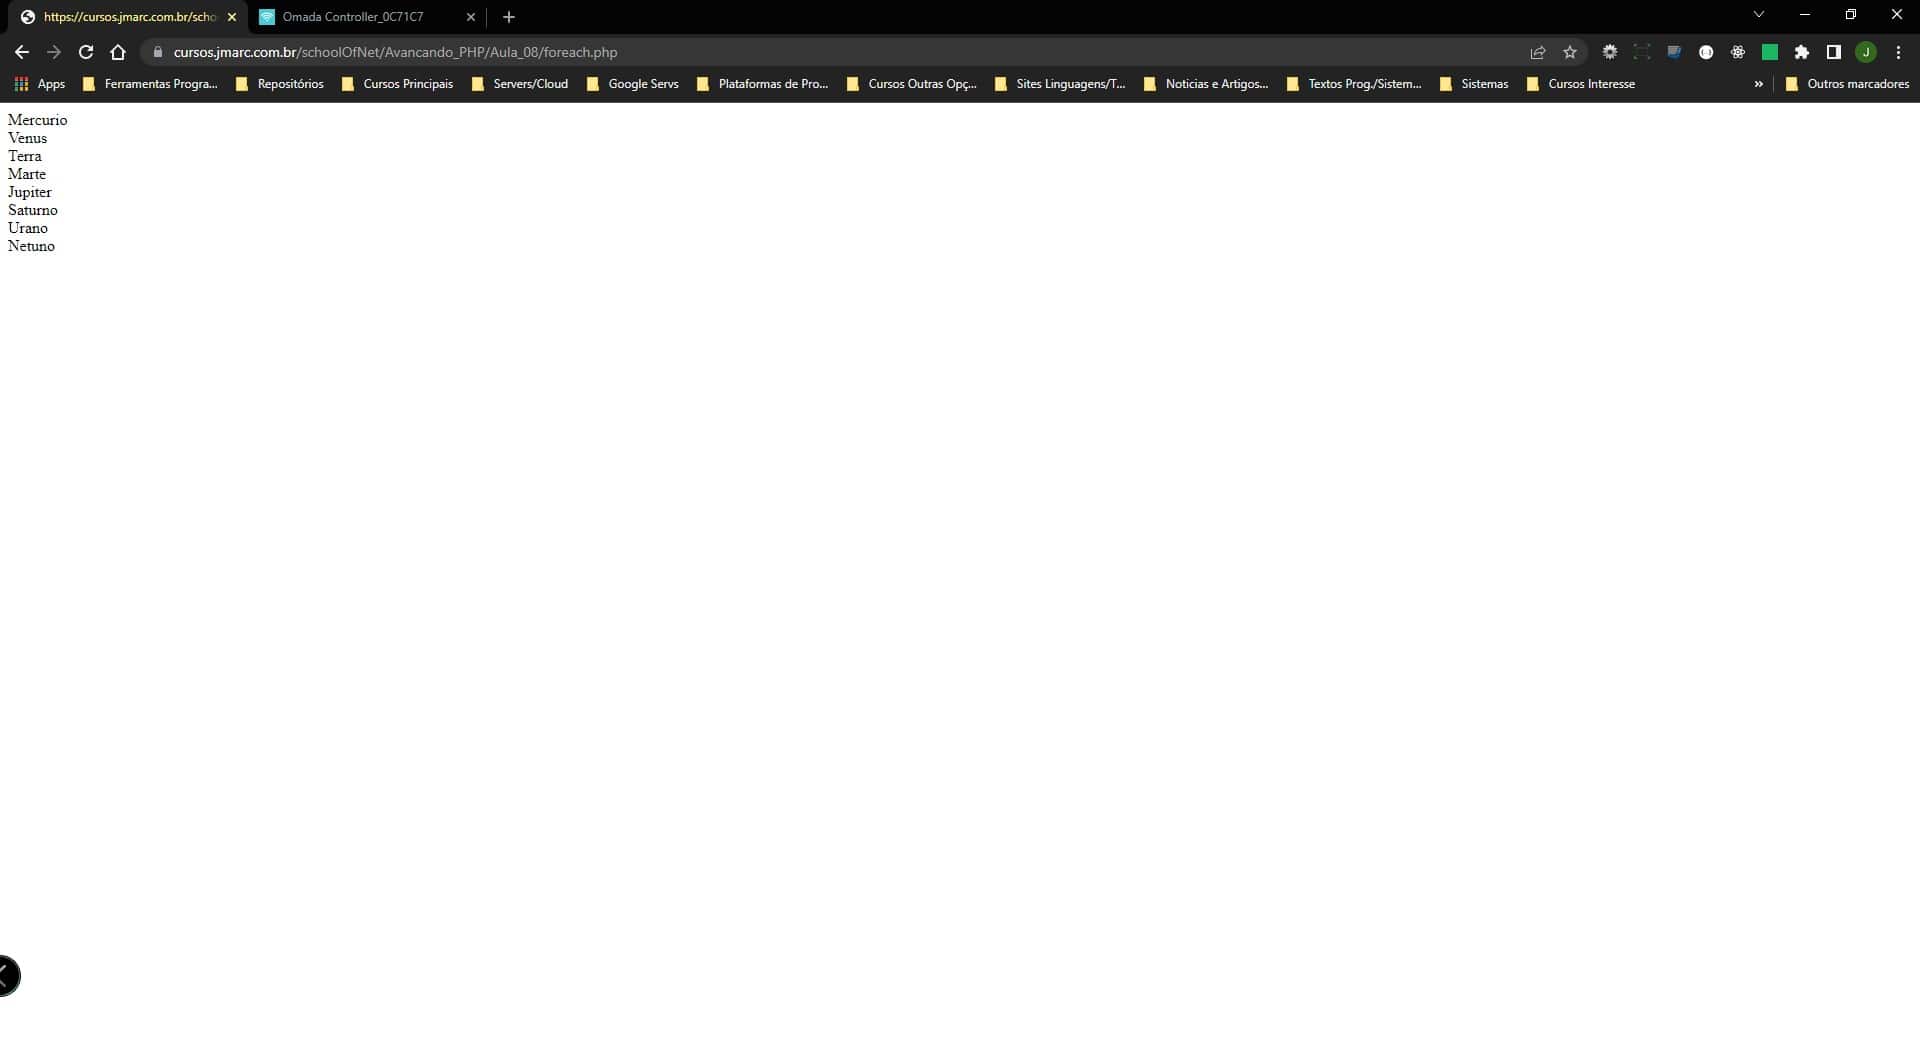 https://cursos.jmarc.com.br/scho
Omada Controller_0C71C7
cursos.jmarc.com.br/schoolOfNet/Avancando_PHP/Aula_08/foreach.php
J
Apps Ferramentas Progra... Repositórios Cursos Principais Servers/Cloud Google Servs Plataformas de Pro... Cursos Outras Opç... Sites Linguagens/T... Noticias e Artigos... Textos Prog./Sistem... Sistemas Cursos Interesse » Outros marcadores
Mercurio
Venus
Terra
Marte
Jupiter
Saturno
Urano
Netuno